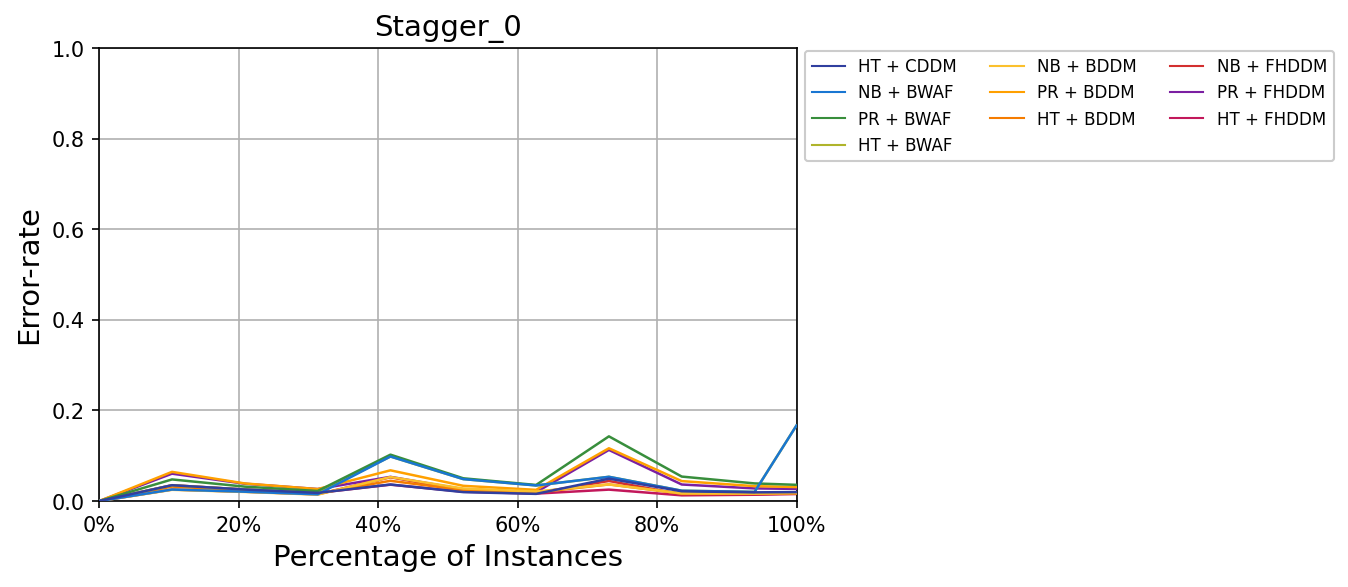 Stagger_0
Error-rate
1.0
0.8
0.6
0.4
0.2
0.0
0%
20%
40%
60%
80%
100%
Percentage of Instances
HT + CDDM
NB + BWAF
PR + BWAF
HT + BWAF
NB + BDDM
PR + BDDM
HT + BDDM
NB + FHDDM
PR + FHDDM
HT + FHDDM